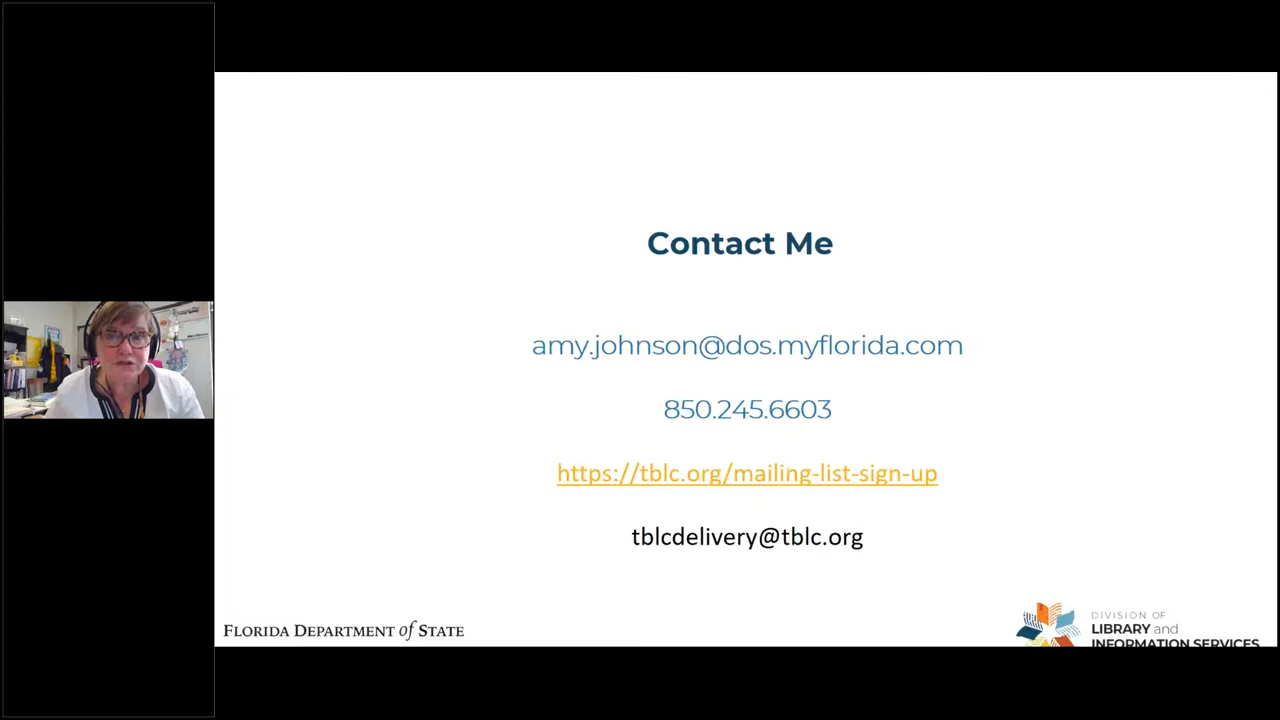 Contact Me
amy.johnson@dos.myflorida.com
850.245.6603
https://tblc.org/mailing-list-sign-up
tblcdelivery@tblc.org
FLORIDA DEPARTMENT of STATE
DIVISION OF
LIBRARY and
INFORMATION SERVICES